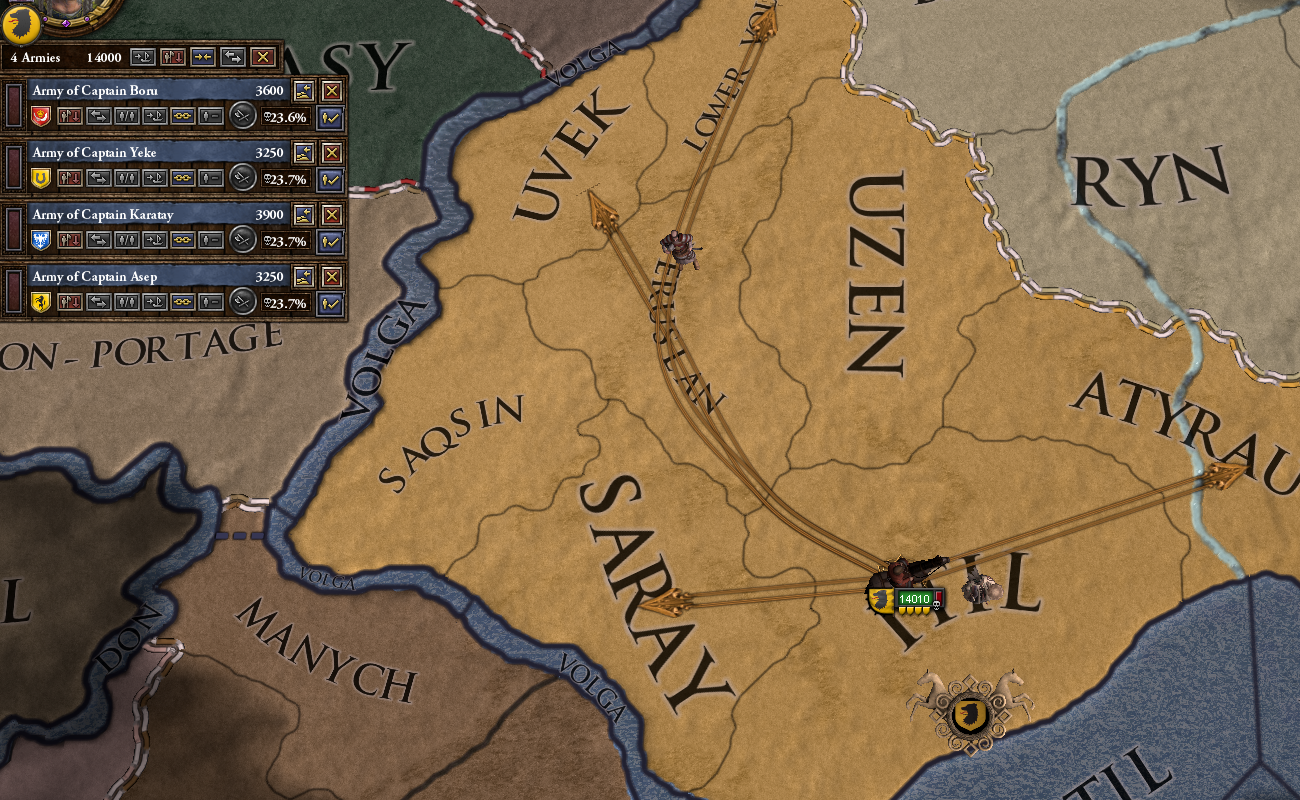 4 Armies 14000
Army of Captain Boru 3600
23.6%
Army of Captain Yeke 3250
23.7%
Army of Captain Karatay 3900
23.7%
Army of Captain Asep 3250
23.7%
ASY
VOLGA
LOWER VOL
UVEK
RYN
UZEN
ERUSLAN
ON - PORTAGE
VOLGA
ATYRAU
SAQSIN
SARAY
ITIL
14010
VOLGA
L
DON
MANYCH
VOLGA
TIL